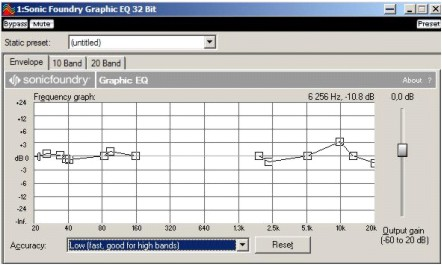 1:Sonic Foundry Graphic EQ 32 Bit
Bypass Mute Preset
Static preset: (untitled)
Envelope 10 Band 20 Band
sonicfoundry Graphic EQ About ?
Frequency graph: 6 256 Hz, -10.8 dB 0,0 dB
+24
+12
+6
+3
dB 0
-3
-6
-12
-24
-Inf.
20 40 80 160 320 640 1.3k 2.5k 5.1k 10k 20k
Output gain
(-60 to 20 dB)
Accuracy: Low (fast, good for high bands) Reset